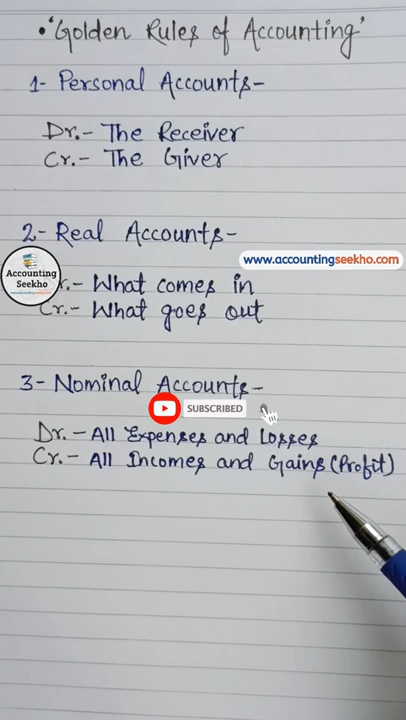 •'Golden Rules of Accounting'
1- Personal Accounts-
Dr.- The Receiver
Cr.- The Giver
2- Real Accounts-
www.accountingseekho.com
Accounting
Seekho
Dr.- What comes in
Cr.- What goes out
3- Nominal Accounts-
SUBSCRIBED
Dr.- All Expenses and Losses
Cr.- All Incomes and Gains (Profit)